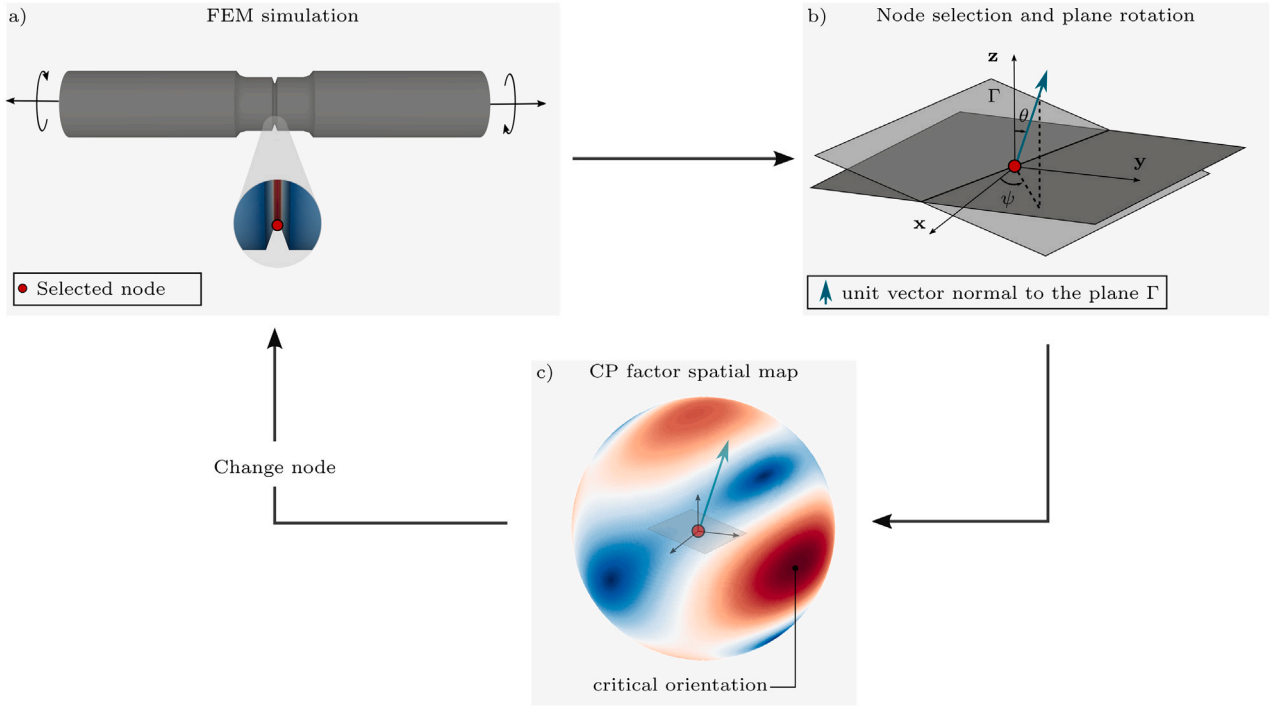 a)
FEM simulation
Selected node
b)
Node selection and plane rotation
z
Γ
θ
y
ψ
x
unit vector normal to the plane Γ
c)
CP factor spatial map
Change node
critical orientation